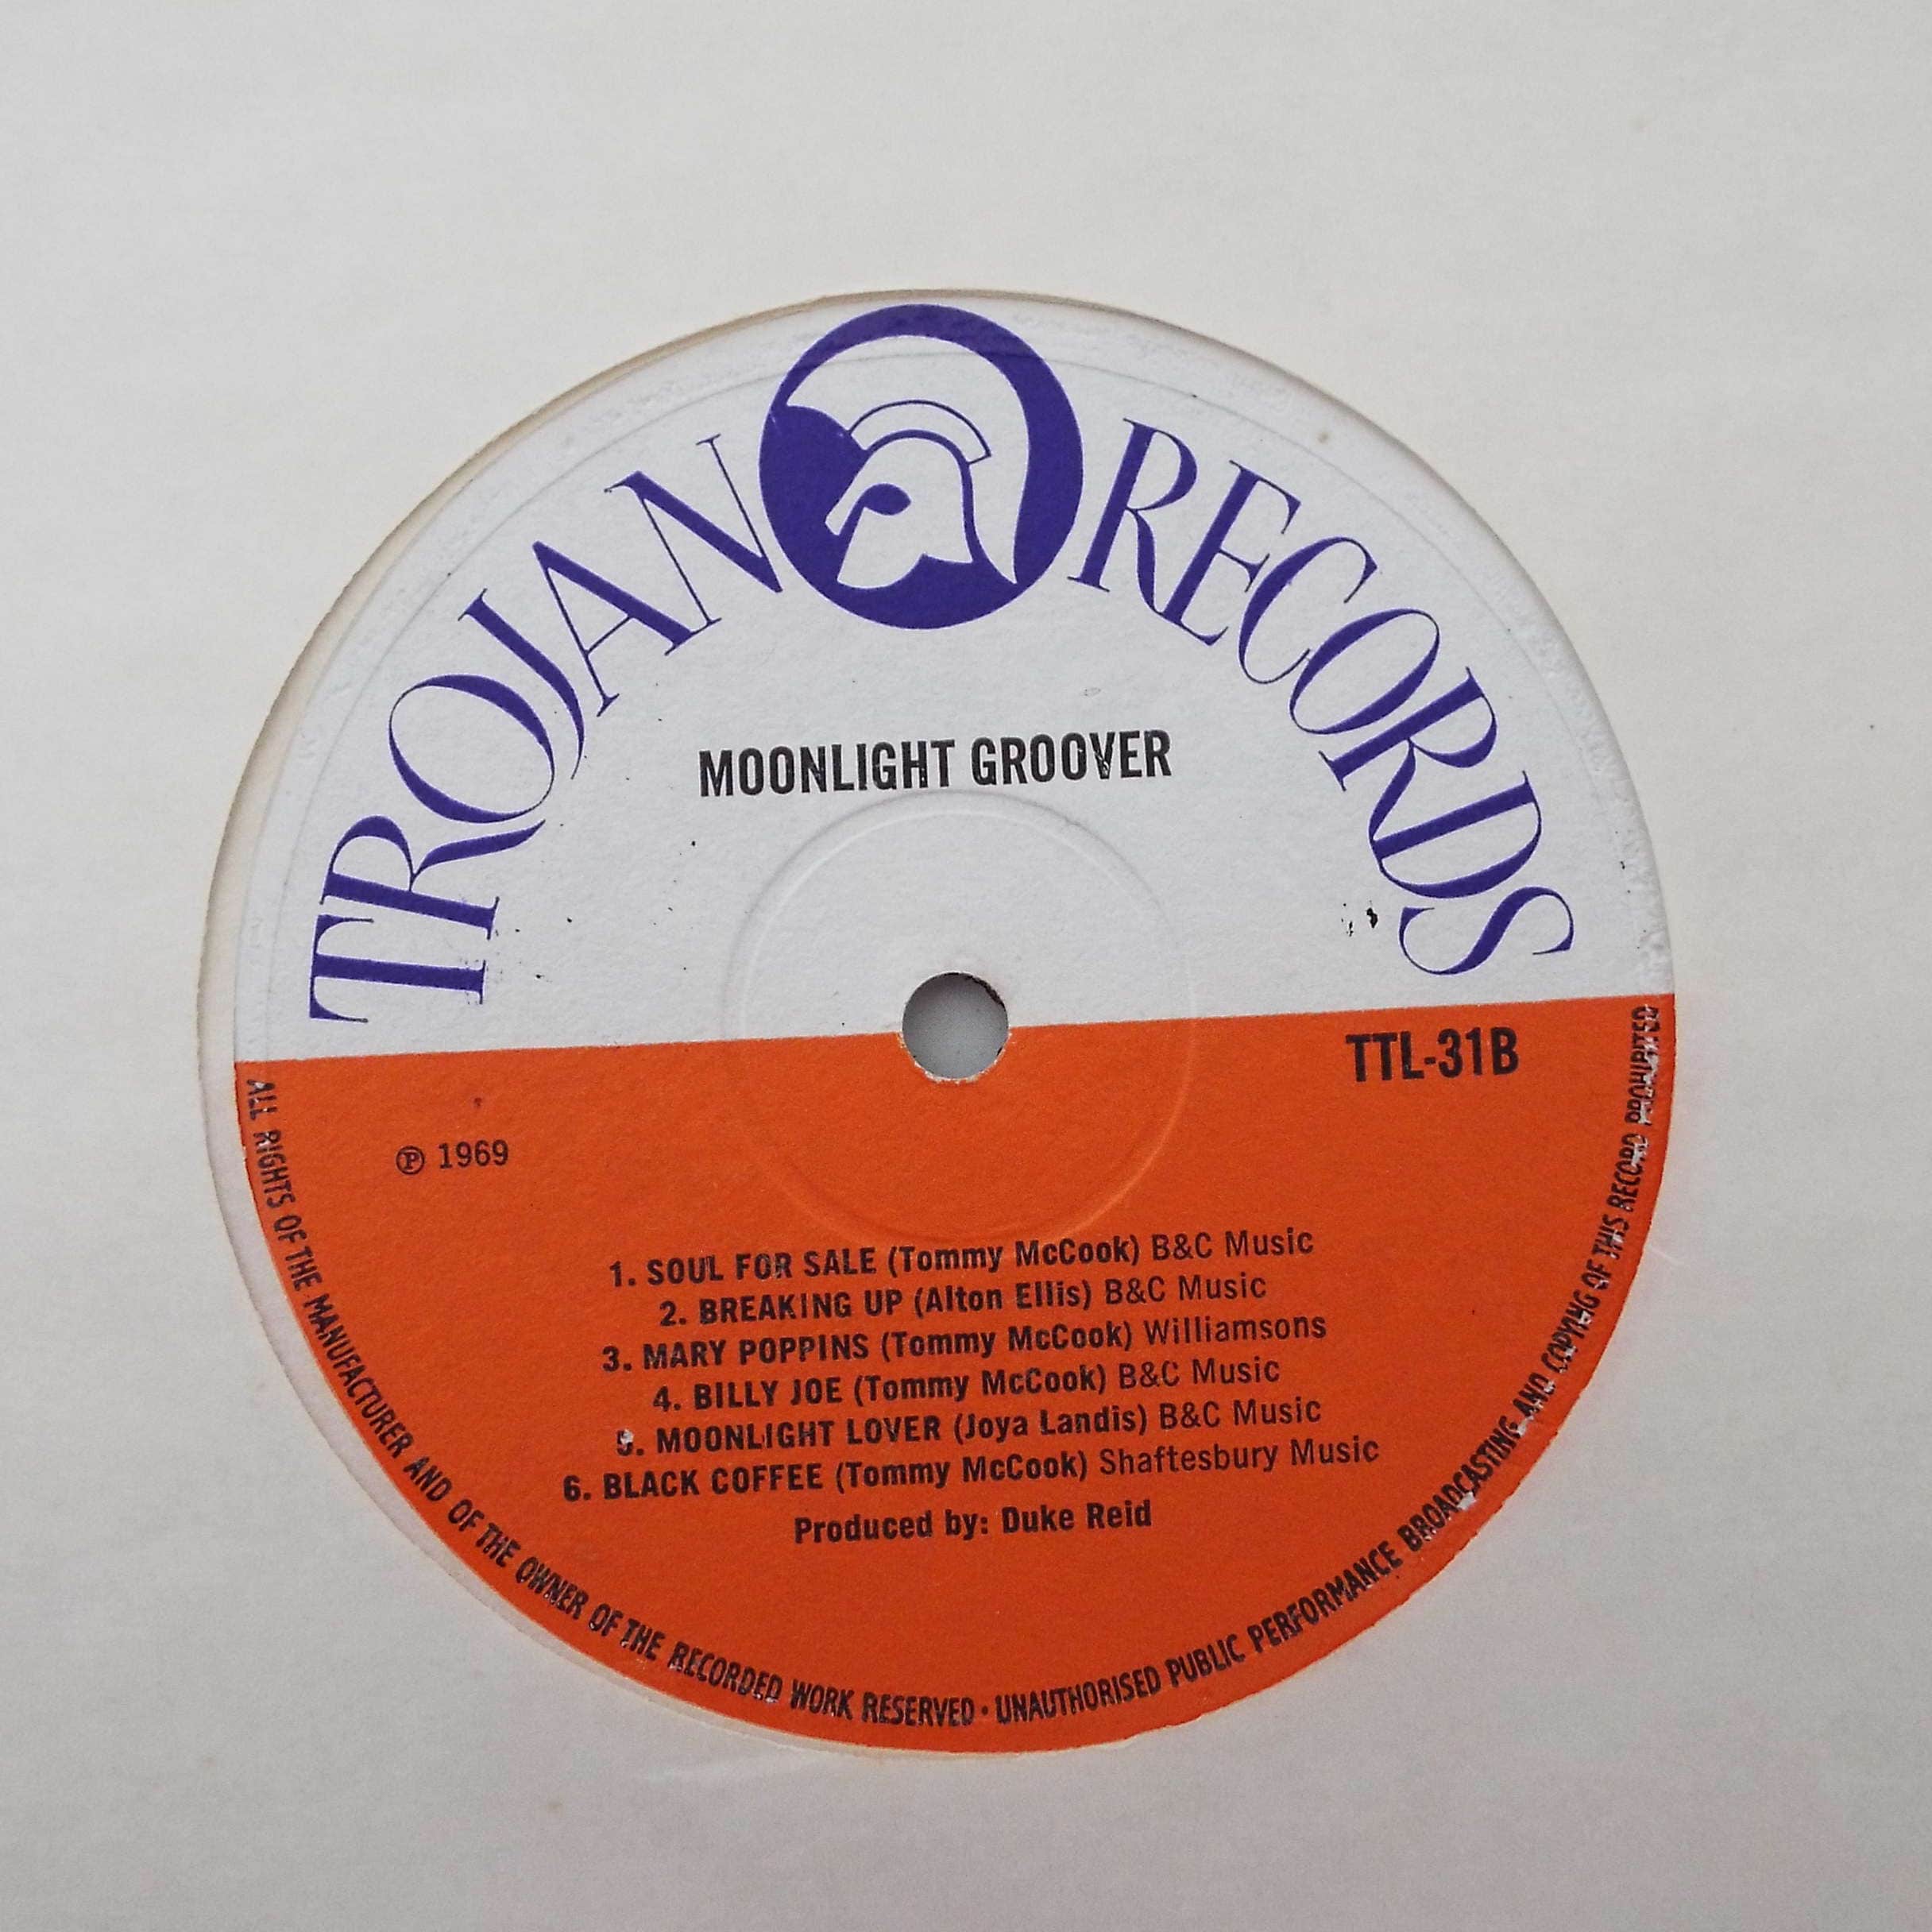 TROJAN RECORDS
MOONLIGHT GROOVER
TTL-31B
℗ 1969
1. SOUL FOR SALE (Tommy McCook) B&C Music
2. BREAKING UP (Alton Ellis) B&C Music
3. MARY POPPINS (Tommy McCook) Williamsons
4. BILLY JOE (Tommy McCook) B&C Music
5. MOONLIGHT LOVER (Joya Landis) B&C Music
6. BLACK COFFEE (Tommy McCook) Shaftesbury Music
Produced by: Duke Reid
ALL RIGHTS OF THE MANUFACTURER AND OF THE OWNER OF THE RECORDED WORK RESERVED · UNAUTHORISED PUBLIC PERFORMANCE BROADCASTING AND COPYING OF THIS RECORD PROHIBITED